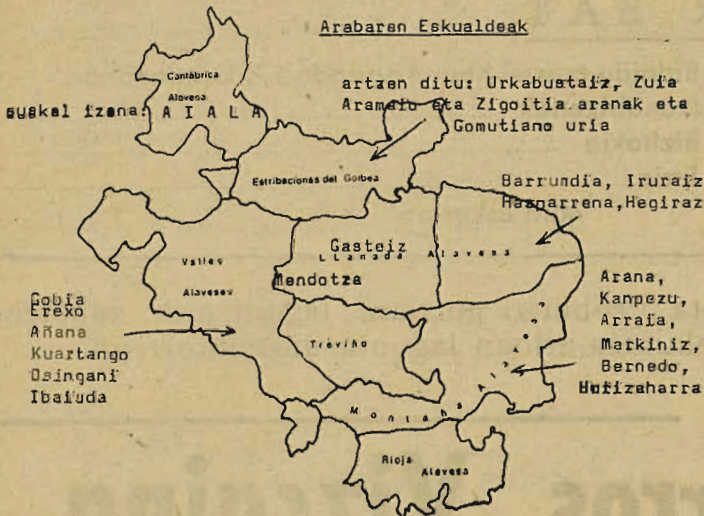 Arabaren Eskualdeak
Cantábrica
Alavesa
euskal izena: AIALA
artzen ditu: Urkabustaiz, Zuia
Aramaio eta Zigoitia aranak eta
Gomutiano uria
Estribaciones del Gorbea
Barrundia, Iruraiz
Hegiraz
Gasteiz
LLanada Alavesa
Mendotza
Valles
Alaveses
Gobia
Erexo
Añana
Kuartango
Osingani
Ibaiuda
Treviño
Arana,
Kanpezu,
Arraia,
Markiniz,
Bernedo,
Montaña Alavesa
Rioja
Alavesa